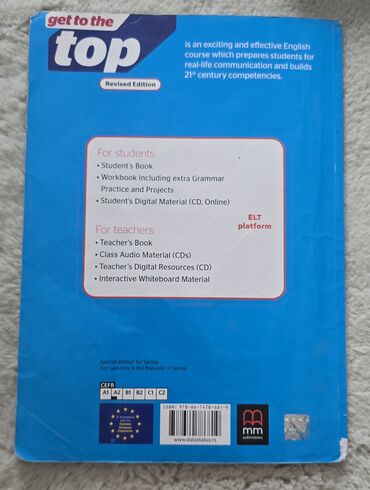 get to the
top
Revised Edition
is an exciting and effective English
course which prepares students for
real-life communication and builds
21st century competencies.
For students:
• Student's Book
• Workbook including extra Grammar
Practice and Projects
• Student's Digital Material (CD, Online)
For teachers:
• Teacher's Book
• Class Audio Material (CDs)
• Teacher's Digital Resources (CD)
• Interactive Whiteboard Material
ELT
platform
Special edition for Serbia
For sale only in the Republic of Serbia
CEFR
A1 A2 B1 B2 C1 C2
www.datastatus.rs
mm
publications